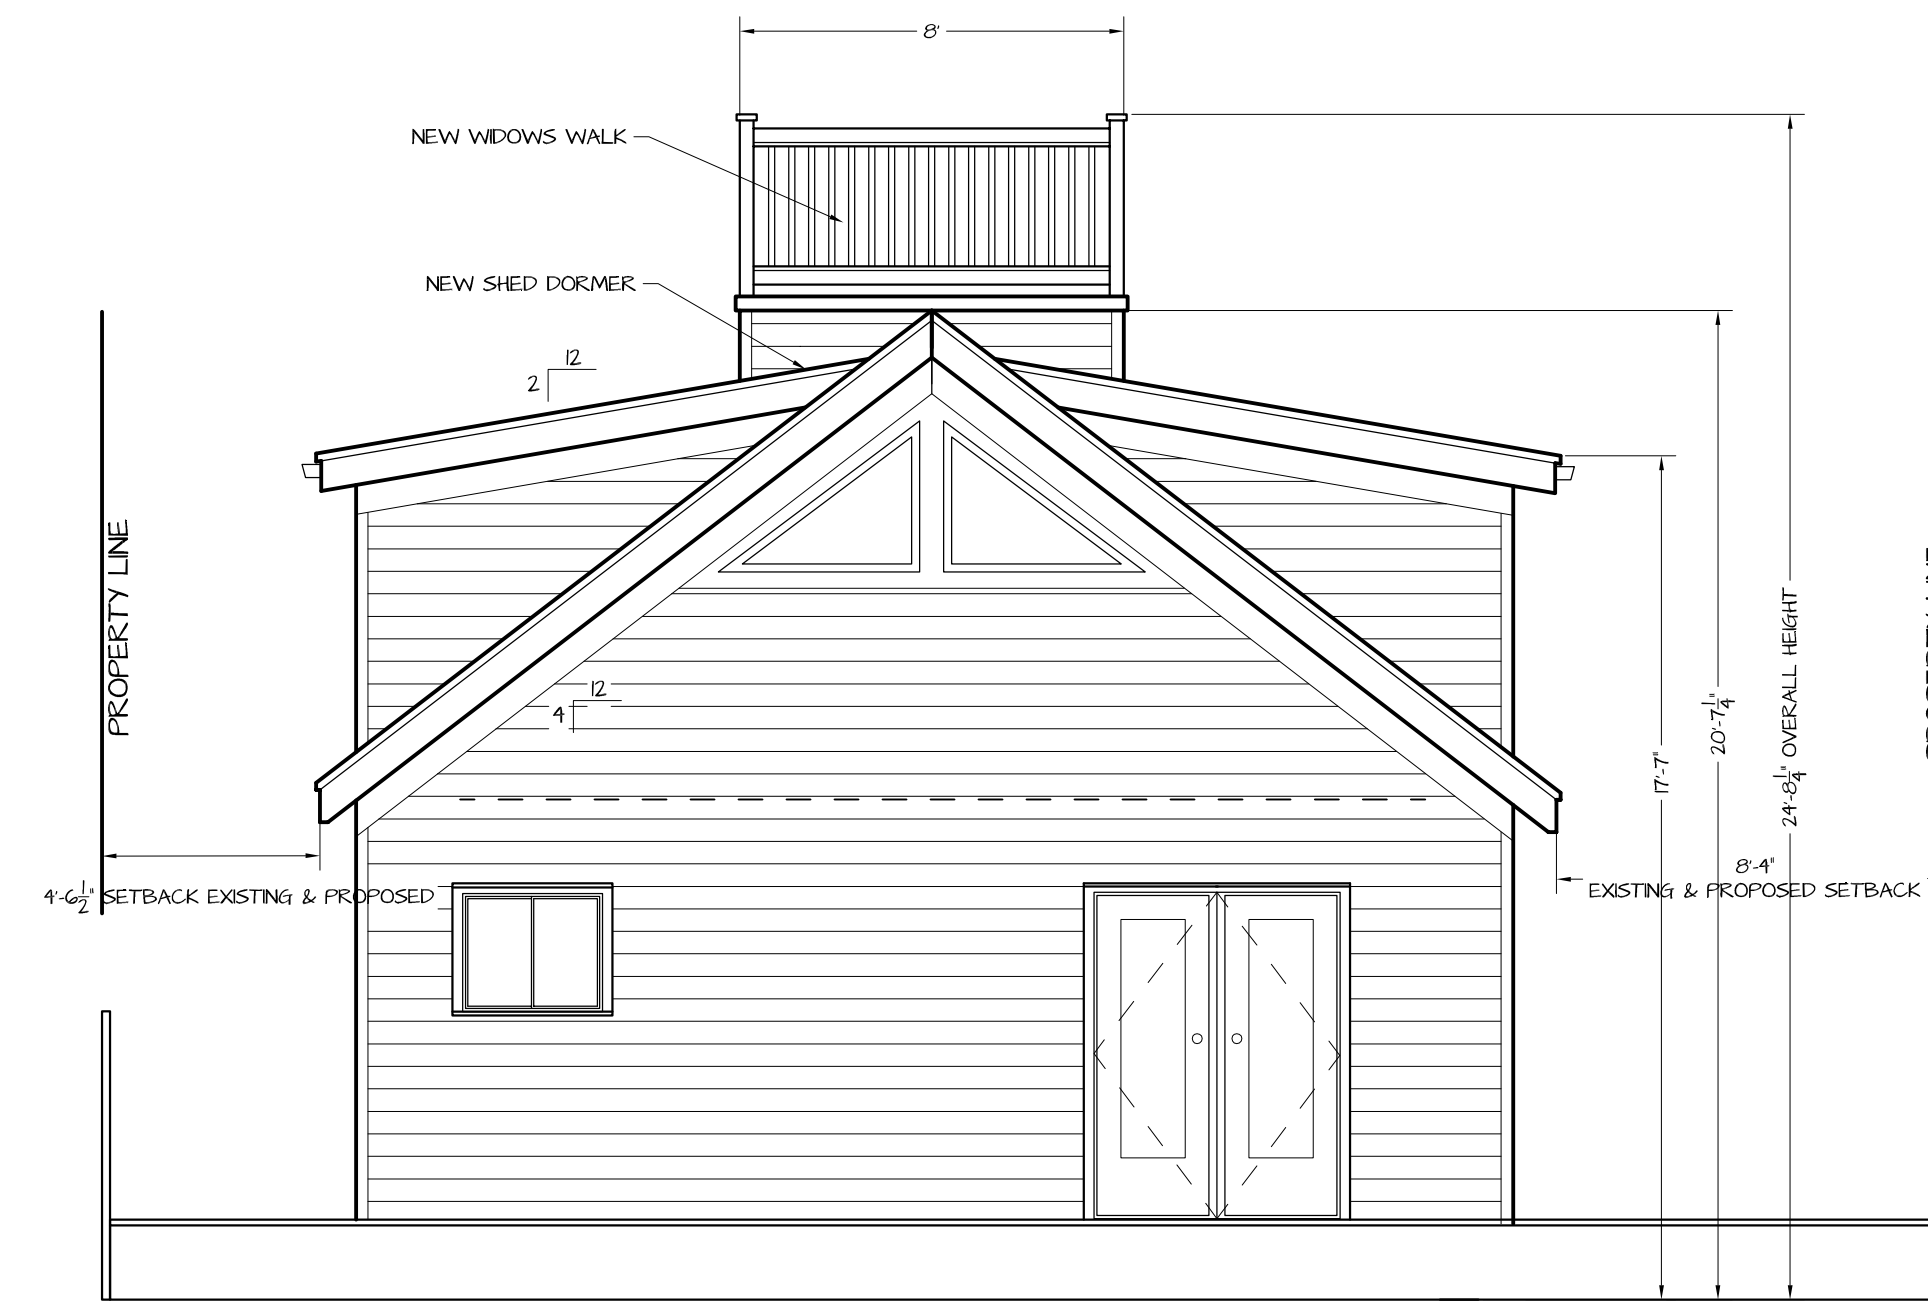 8'
NEW WIDOWS WALK
NEW SHED DORMER
12
2
PROPERTY LINE
12
4
17'-7"
20'-7 1/4"
24'-8 1/4" OVERALL HEIGHT
4'-6 1/2" SETBACK EXISTING & PROPOSED
8'-4"
EXISTING & PROPOSED SETBACK